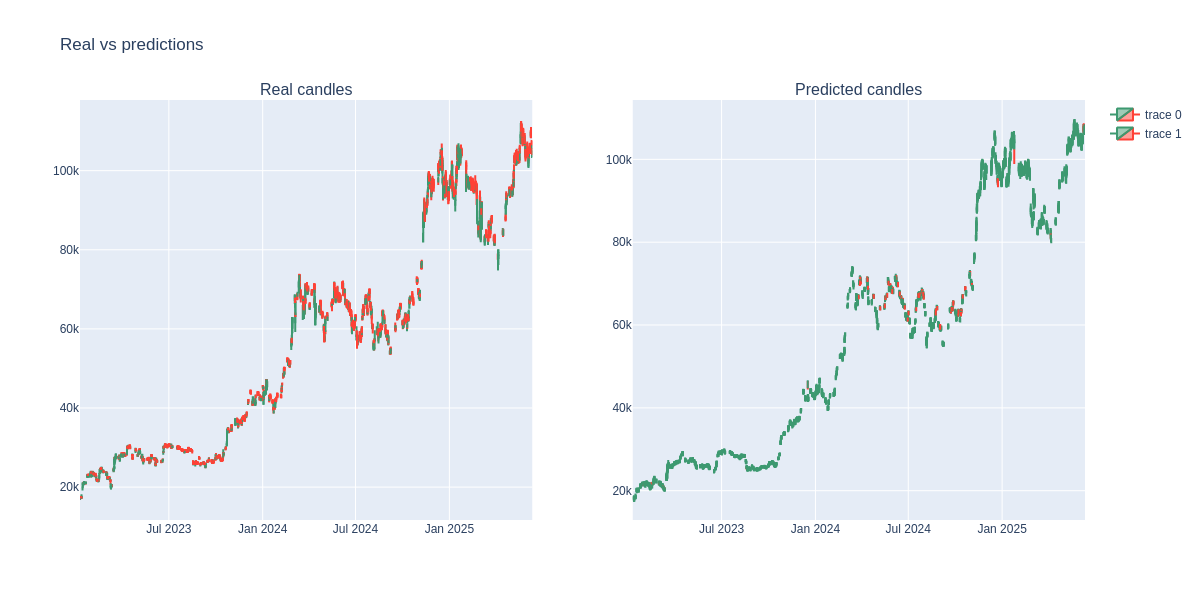 Real vs predictions
Real candles
Predicted candles
trace 0
trace 1
100k
80k
60k
40k
20k
Jul 2023
Jan 2024
Jul 2024
Jan 2025
100k
80k
60k
40k
20k
Jul 2023
Jan 2024
Jul 2024
Jan 2025